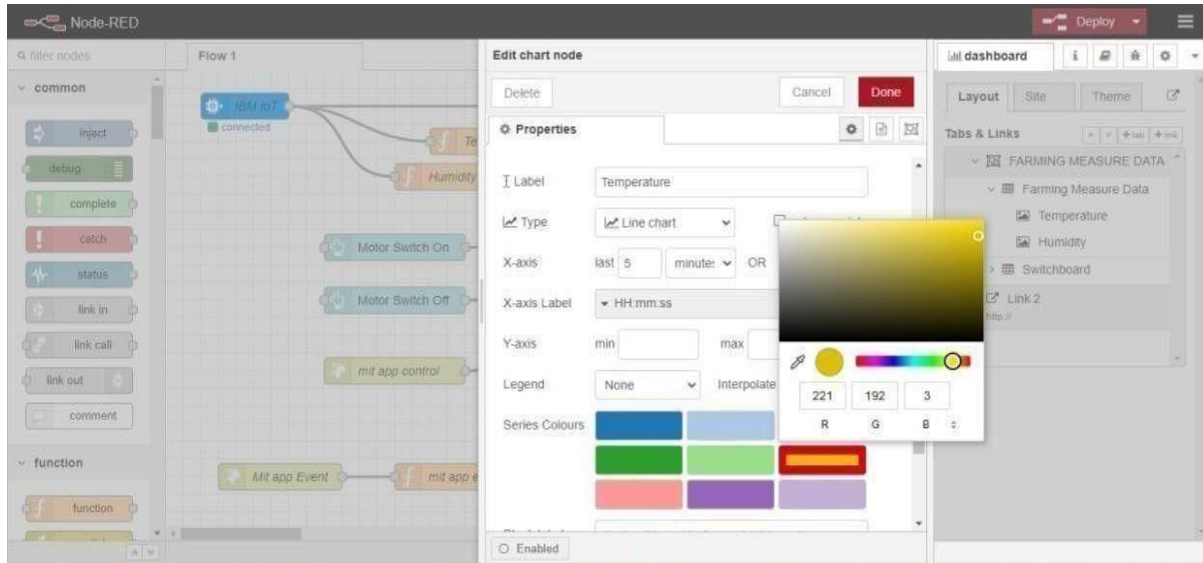 Node-RED
Deploy
filter nodes
common
inject
debug
complete
catch
status
link in
link call
link out
comment
function
function
Flow 1
IBM IoT
connected
Te
Humidity
Motor Switch On
Motor Switch Off
mit app control
Mit app Event
mit app e
Edit chart node
Delete
Cancel
Done
Properties
Label
Temperature
Type
Line chart
X-axis
last 5 minutes OR
X-axis Label
HH:mm:ss
Y-axis
min
max
Legend
None
Interpolate
Series Colours
221 192 3
R G B
Enabled
dashboard
i
Layout
Site
Theme
Tabs & Links
tab
link
FARMING MEASURE DATA
Farming Measure Data
Temperature
Humidity
Switchboard
Link 2
http://